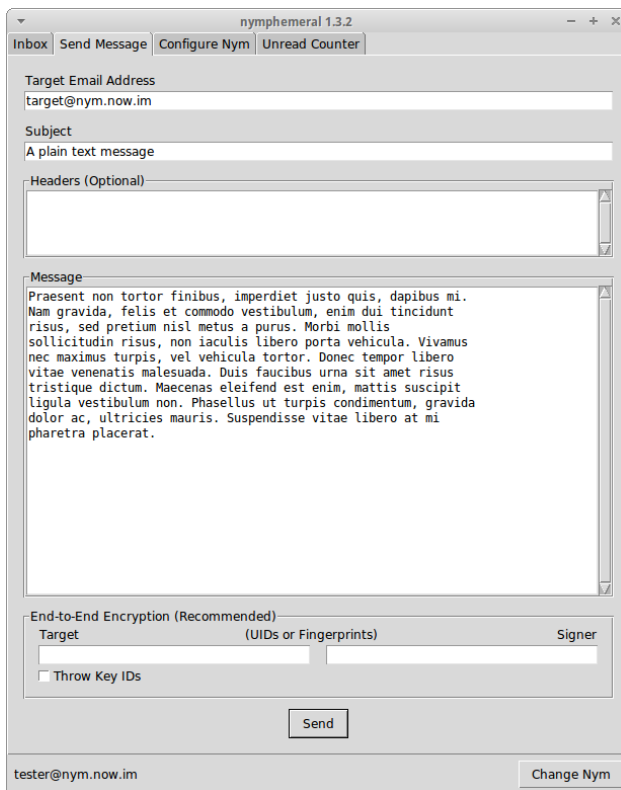 nymphemeral 1.3.2
Inbox Send Message Configure Nym Unread Counter
Target Email Address
target@nym.now.im
Subject
A plain text message
Headers (Optional)
Message
Praesent non tortor finibus, imperdiet justo quis, dapibus mi.
Nam gravida, felis et commodo vestibulum, enim dui tincidunt
risus, sed pretium nisl metus a purus. Morbi mollis
sollicitudin risus, non iaculis libero porta vehicula. Vivamus
nec maximus turpis, vel vehicula tortor. Donec tempor libero
vitae venenatis malesuada. Duis faucibus urna sit amet risus
tristique dictum. Maecenas eleifend est enim, mattis suscipit
ligula vestibulum non. Phasellus ut turpis condimentum, gravida
dolor ac, ultricies mauris. Suspendisse vitae libero at mi
pharetra placerat.
End-to-End Encryption (Recommended)
Target (UIDs or Fingerprints) Signer
Throw Key IDs
Send
tester@nym.now.im Change Nym